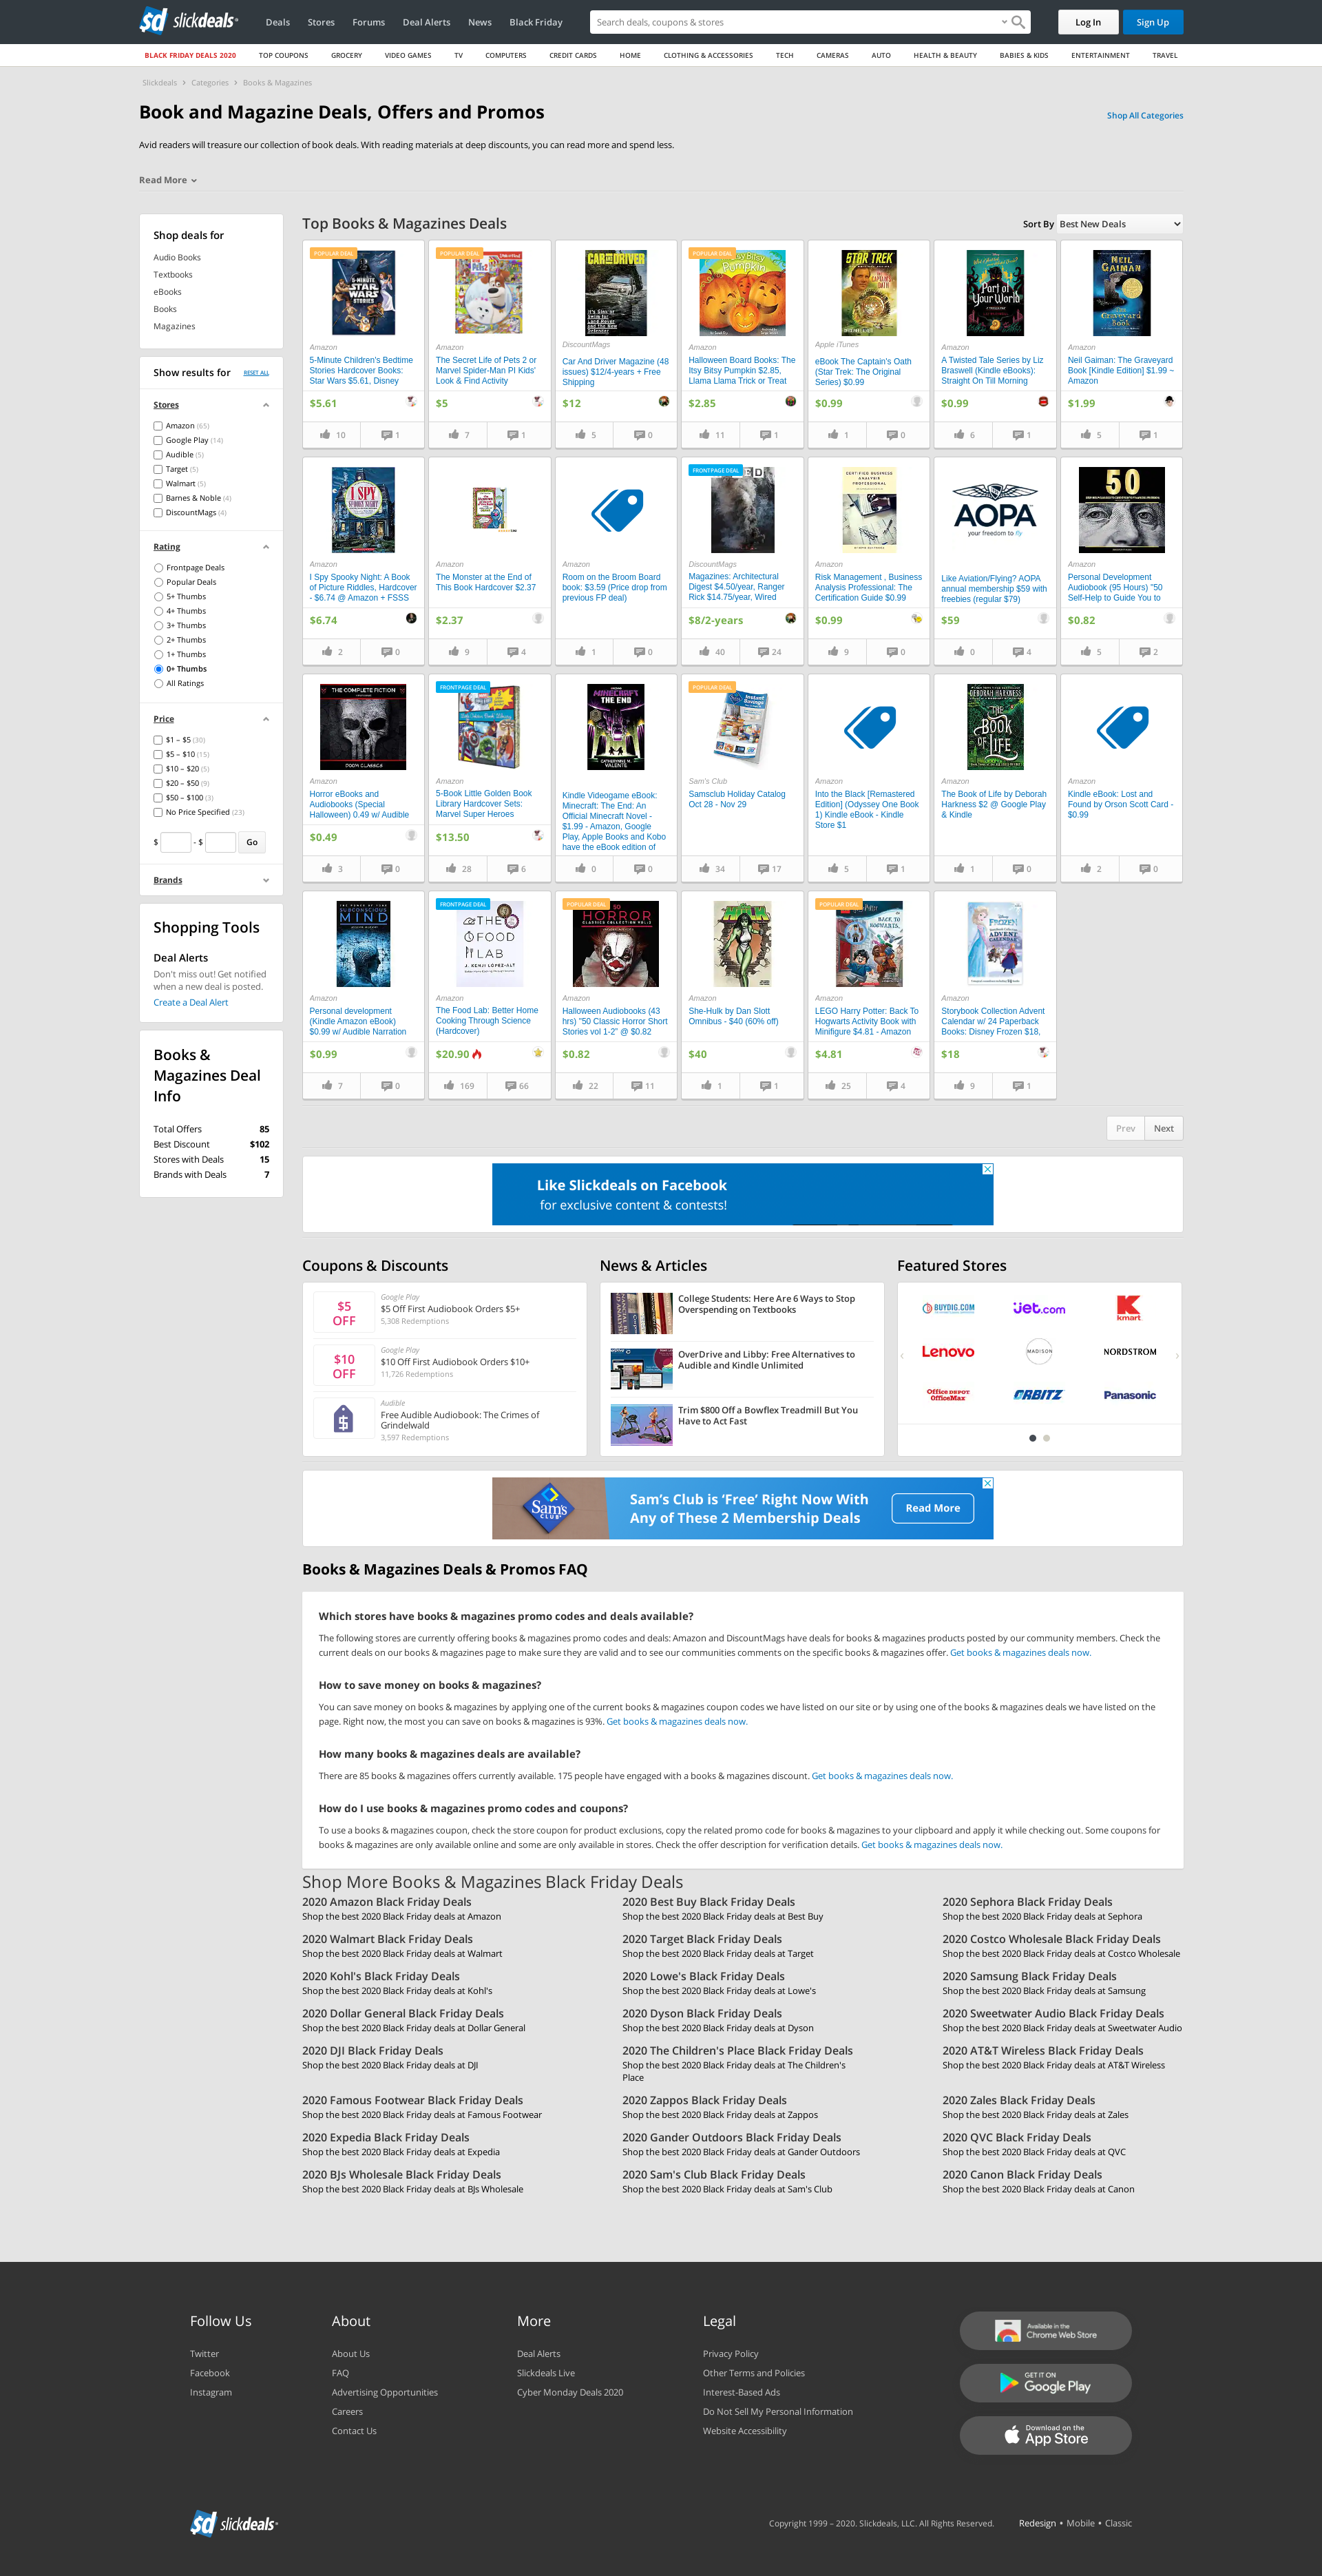 sd slickdeals
Deals Stores Forums Deal Alerts News Black Friday
Search deals, coupons & stores
Log In Sign Up
BLACK FRIDAY DEALS 2020 TOP COUPONS GROCERY VIDEO GAMES TV COMPUTERS CREDIT CARDS HOME CLOTHING & ACCESSORIES TECH CAMERAS AUTO HEALTH & BEAUTY BABIES & KIDS ENTERTAINMENT TRAVEL
Slickdeals > Categories > Books & Magazines
Book and Magazine Deals, Offers and Promos
Shop All Categories
Avid readers will treasure our collection of book deals. With reading materials at deep discounts, you can read more and spend less.
Read More
Shop deals for
Audio Books
Textbooks
eBooks
Books
Magazines
Show results for RESET ALL
Stores
Amazon (65)
Google Play (14)
Audible (5)
Target (5)
Walmart (5)
Barnes & Noble (4)
DiscountMags (4)
Rating
Frontpage Deals
Popular Deals
5+ Thumbs
4+ Thumbs
3+ Thumbs
2+ Thumbs
1+ Thumbs
0+ Thumbs
All Ratings
Price
$1 – $5 (30)
$5 – $10 (15)
$10 – $20 (5)
$20 – $50 (9)
$50 – $100 (3)
No Price Specified (23)
$ - $ Go
Brands
Shopping Tools
Deal Alerts
Don't miss out! Get notified
when a new deal is posted.
Create a Deal Alert
Books &
Magazines Deal
Info
Total Offers 85
Best Discount $102
Stores with Deals 15
Brands with Deals 7
Top Books & Magazines Deals
Sort By Best New Deals
POPULAR DEAL
5-MINUTE STAR WARS STORIES
Amazon
5-Minute Children's Bedtime
Stories Hardcover Books:
Star Wars $5.61, Disney
$5.61
10 1
POPULAR DEAL
Amazon
The Secret Life of Pets 2 or
Marvel Spider-Man PI Kids'
Look & Find Activity
$5
7 1
CAR AND DRIVER
DiscountMags
Car And Driver Magazine (48
issues) $12/4-years + Free
Shipping
$12
5 0
POPULAR DEAL
Pumpkin
Amazon
Halloween Board Books: The
Itsy Bitsy Pumpkin $2.85,
Llama Llama Trick or Treat
$2.85
11 1
STAR TREK
Apple iTunes
eBook The Captain's Oath
(Star Trek: The Original
Series) $0.99
$0.99
1 0
Part of Your World
Amazon
A Twisted Tale Series by Liz
Braswell (Kindle eBooks):
Straight On Till Morning
$0.99
6 1
NEIL GAIMAN
The Graveyard Book
Amazon
Neil Gaiman: The Graveyard
Book [Kindle Edition] $1.99 ~
Amazon
$1.99
5 1
I SPY SPOOKY NIGHT
Amazon
I Spy Spooky Night: A Book
of Picture Riddles, Hardcover
- $6.74 @ Amazon + FSSS
$6.74
2 0
Amazon
The Monster at the End of
This Book Hardcover $2.37
$2.37
9 4
Amazon
Room on the Broom Board
book: $3.59 (Price drop from
previous FP deal)
1 0
FRONTPAGE DEAL
DiscountMags
Magazines: Architectural
Digest $4.50/year, Ranger
Rick $14.75/year, Wired
$8/2-years
40 24
CERTIFIED BUSINESS ANALYSIS PROFESSIONAL
Amazon
Risk Management , Business
Analysis Professional: The
Certification Guide $0.99
$0.99
9 0
AOPA
your freedom to fly
Like Aviation/Flying? AOPA
annual membership $59 with
freebies (regular $79)
$59
0 4
50
Amazon
Personal Development
Audiobook (95 Hours) "50
Self-Help to Guide You to
$0.82
5 2
THE COMPLETE FICTION
DOOM CLASSICS
Amazon
Horror eBooks and
Audiobooks (Special
Halloween) 0.49 w/ Audible
$0.49
3 0
FRONTPAGE DEAL
Amazon
5-Book Little Golden Book
Library Hardcover Sets:
Marvel Super Heroes
$13.50
28 6
MINECRAFT
THE END
CATHERYNNE M. VALENTE
Kindle Videogame eBook:
Minecraft: The End: An
Official Minecraft Novel -
$1.99 - Amazon, Google
Play, Apple Books and Kobo
have the eBook edition of
0 0
POPULAR DEAL
Instant Savings
Sam's Club
Samsclub Holiday Catalog
Oct 28 - Nov 29
34 17
Amazon
Into the Black [Remastered
Edition] (Odyssey One Book
1) Kindle eBook - Kindle
Store $1
5 1
DEBORAH HARKNESS
THE BOOK OF LIFE
Amazon
The Book of Life by Deborah
Harkness $2 @ Google Play
& Kindle
1 0
Amazon
Kindle eBook: Lost and
Found by Orson Scott Card -
$0.99
2 0
THE POWER OF YOUR
SUBCONSCIOUS
MIND
Amazon
Personal development
(Kindle Amazon eBook)
$0.99 w/ Audible Narration
$0.99
7 0
FRONTPAGE DEAL
THE FOOD LAB
J. KENJI LÓPEZ-ALT
Amazon
The Food Lab: Better Home
Cooking Through Science
(Hardcover)
$20.90
169 66
POPULAR DEAL
50
HORROR
Amazon
Halloween Audiobooks (43
hrs) "50 Classic Horror Short
Stories vol 1-2" @ $0.82
$0.82
22 11
Amazon
She-Hulk by Dan Slott
Omnibus - $40 (60% off)
$40
1 1
POPULAR DEAL
BACK TO HOGWARTS
Amazon
LEGO Harry Potter: Back To
Hogwarts Activity Book with
Minifigure $4.81 - Amazon
$4.81
25 4
FROZEN
ADVENT CALENDAR
Amazon
Storybook Collection Advent
Calendar w/ 24 Paperback
Books: Disney Frozen $18,
$18
9 1
Prev Next
Like Slickdeals on Facebook
for exclusive content & contests!
Coupons & Discounts
$5 OFF
Google Play
$5 Off First Audiobook Orders $5+
5,308 Redemptions
$10 OFF
Google Play
$10 Off First Audiobook Orders $10+
11,726 Redemptions
Audible
Free Audible Audiobook: The Crimes of
Grindelwald
3,597 Redemptions
News & Articles
College Students: Here Are 6 Ways to Stop
Overspending on Textbooks
OverDrive and Libby: Free Alternatives to
Audible and Kindle Unlimited
Trim $800 Off a Bowflex Treadmill But You
Have to Act Fast
Featured Stores
BUYDIG.COM jet.com K kmart
Lenovo MADISON NORDSTROM
Office DEPOT OfficeMax ORBITZ Panasonic
Sam's CLUB
Sam's Club is 'Free' Right Now With
Any of These 2 Membership Deals
Read More
Books & Magazines Deals & Promos FAQ
Which stores have books & magazines promo codes and deals available?
The following stores are currently offering books & magazines promo codes and deals: Amazon and DiscountMags have deals for books & magazines products posted by our community members. Check the
current deals on our books & magazines page to make sure they are valid and to see our communities comments on the specific books & magazines offer. Get books & magazines deals now.
How to save money on books & magazines?
You can save money on books & magazines by applying one of the current books & magazines coupon codes we have listed on our site or by using one of the books & magazines deals we have listed on the
page. Right now, the most you can save on books & magazines is 93%. Get books & magazines deals now.
How many books & magazines deals are available?
There are 85 books & magazines offers currently available. 175 people have engaged with a books & magazines discount. Get books & magazines deals now.
How do I use books & magazines promo codes and coupons?
To use a books & magazines coupon, check the store coupon for product exclusions, copy the related promo code for books & magazines to your clipboard and apply it while checking out. Some coupons for
books & magazines are only available online and some are only available in stores. Check the offer description for verification details. Get books & magazines deals now.
Shop More Books & Magazines Black Friday Deals
2020 Amazon Black Friday Deals
Shop the best 2020 Black Friday deals at Amazon
2020 Best Buy Black Friday Deals
Shop the best 2020 Black Friday deals at Best Buy
2020 Sephora Black Friday Deals
Shop the best 2020 Black Friday deals at Sephora
2020 Walmart Black Friday Deals
Shop the best 2020 Black Friday deals at Walmart
2020 Target Black Friday Deals
Shop the best 2020 Black Friday deals at Target
2020 Costco Wholesale Black Friday Deals
Shop the best 2020 Black Friday deals at Costco Wholesale
2020 Kohl's Black Friday Deals
Shop the best 2020 Black Friday deals at Kohl's
2020 Lowe's Black Friday Deals
Shop the best 2020 Black Friday deals at Lowe's
2020 Samsung Black Friday Deals
Shop the best 2020 Black Friday deals at Samsung
2020 Dollar General Black Friday Deals
Shop the best 2020 Black Friday deals at Dollar General
2020 Dyson Black Friday Deals
Shop the best 2020 Black Friday deals at Dyson
2020 Sweetwater Audio Black Friday Deals
Shop the best 2020 Black Friday deals at Sweetwater Audio
2020 DJI Black Friday Deals
Shop the best 2020 Black Friday deals at DJI
2020 The Children's Place Black Friday Deals
Shop the best 2020 Black Friday deals at The Children's
Place
2020 AT&T Wireless Black Friday Deals
Shop the best 2020 Black Friday deals at AT&T Wireless
2020 Famous Footwear Black Friday Deals
Shop the best 2020 Black Friday deals at Famous Footwear
2020 Zappos Black Friday Deals
Shop the best 2020 Black Friday deals at Zappos
2020 Zales Black Friday Deals
Shop the best 2020 Black Friday deals at Zales
2020 Expedia Black Friday Deals
Shop the best 2020 Black Friday deals at Expedia
2020 Gander Outdoors Black Friday Deals
Shop the best 2020 Black Friday deals at Gander Outdoors
2020 QVC Black Friday Deals
Shop the best 2020 Black Friday deals at QVC
2020 BJs Wholesale Black Friday Deals
Shop the best 2020 Black Friday deals at BJs Wholesale
2020 Sam's Club Black Friday Deals
Shop the best 2020 Black Friday deals at Sam's Club
2020 Canon Black Friday Deals
Shop the best 2020 Black Friday deals at Canon
Follow Us
Twitter
Facebook
Instagram
About
About Us
FAQ
Advertising Opportunities
Careers
Contact Us
More
Deal Alerts
Slickdeals Live
Cyber Monday Deals 2020
Legal
Privacy Policy
Other Terms and Policies
Interest-Based Ads
Do Not Sell My Personal Information
Website Accessibility
Available in the
Chrome Web Store
GET IT ON
Google Play
Download on the
App Store
sd slickdeals
Copyright 1999 – 2020. Slickdeals, LLC. All Rights Reserved. Redesign • Mobile • Classic